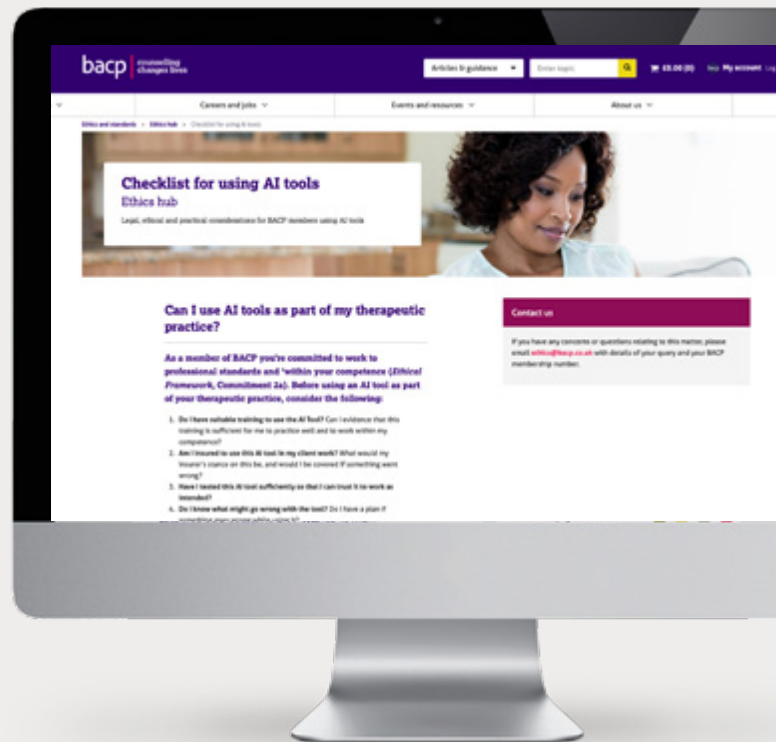 bacp counselling
changes lives
Articles & guidance
Enter topic
£0.00 (0)
My account
Careers and jobs
Events and resources
About us
Ethics and standards > Ethics hub > Checklist for using AI tools
Checklist for using AI tools
Ethics hub
Legal, ethical and practical considerations for BACP members using AI tools
Can I use AI tools as part of my therapeutic
practice?
As a member of BACP you're committed to work to
professional standards and 'within your competence (Ethical
Framework, Commitment 2a). Before using an AI tool as part
of your therapeutic practice, consider the following:
1. Do I have suitable training to use the AI Tool? Can I evidence that this
training is sufficient for me to practice well and to work within my
competence?
2. Am I insured to use this AI tool in my client work? What would my
insurer's stance on this be, and would I be covered if something went
wrong?
3. Have I tested this AI tool sufficiently so that I can trust it to work as
intended?
4. Do I know what might go wrong with the tool? Do I have a plan if
Contact us
If you have any concerns or questions relating to this matter, please
email ethics@bacp.co.uk with details of your query and your BACP
membership number.